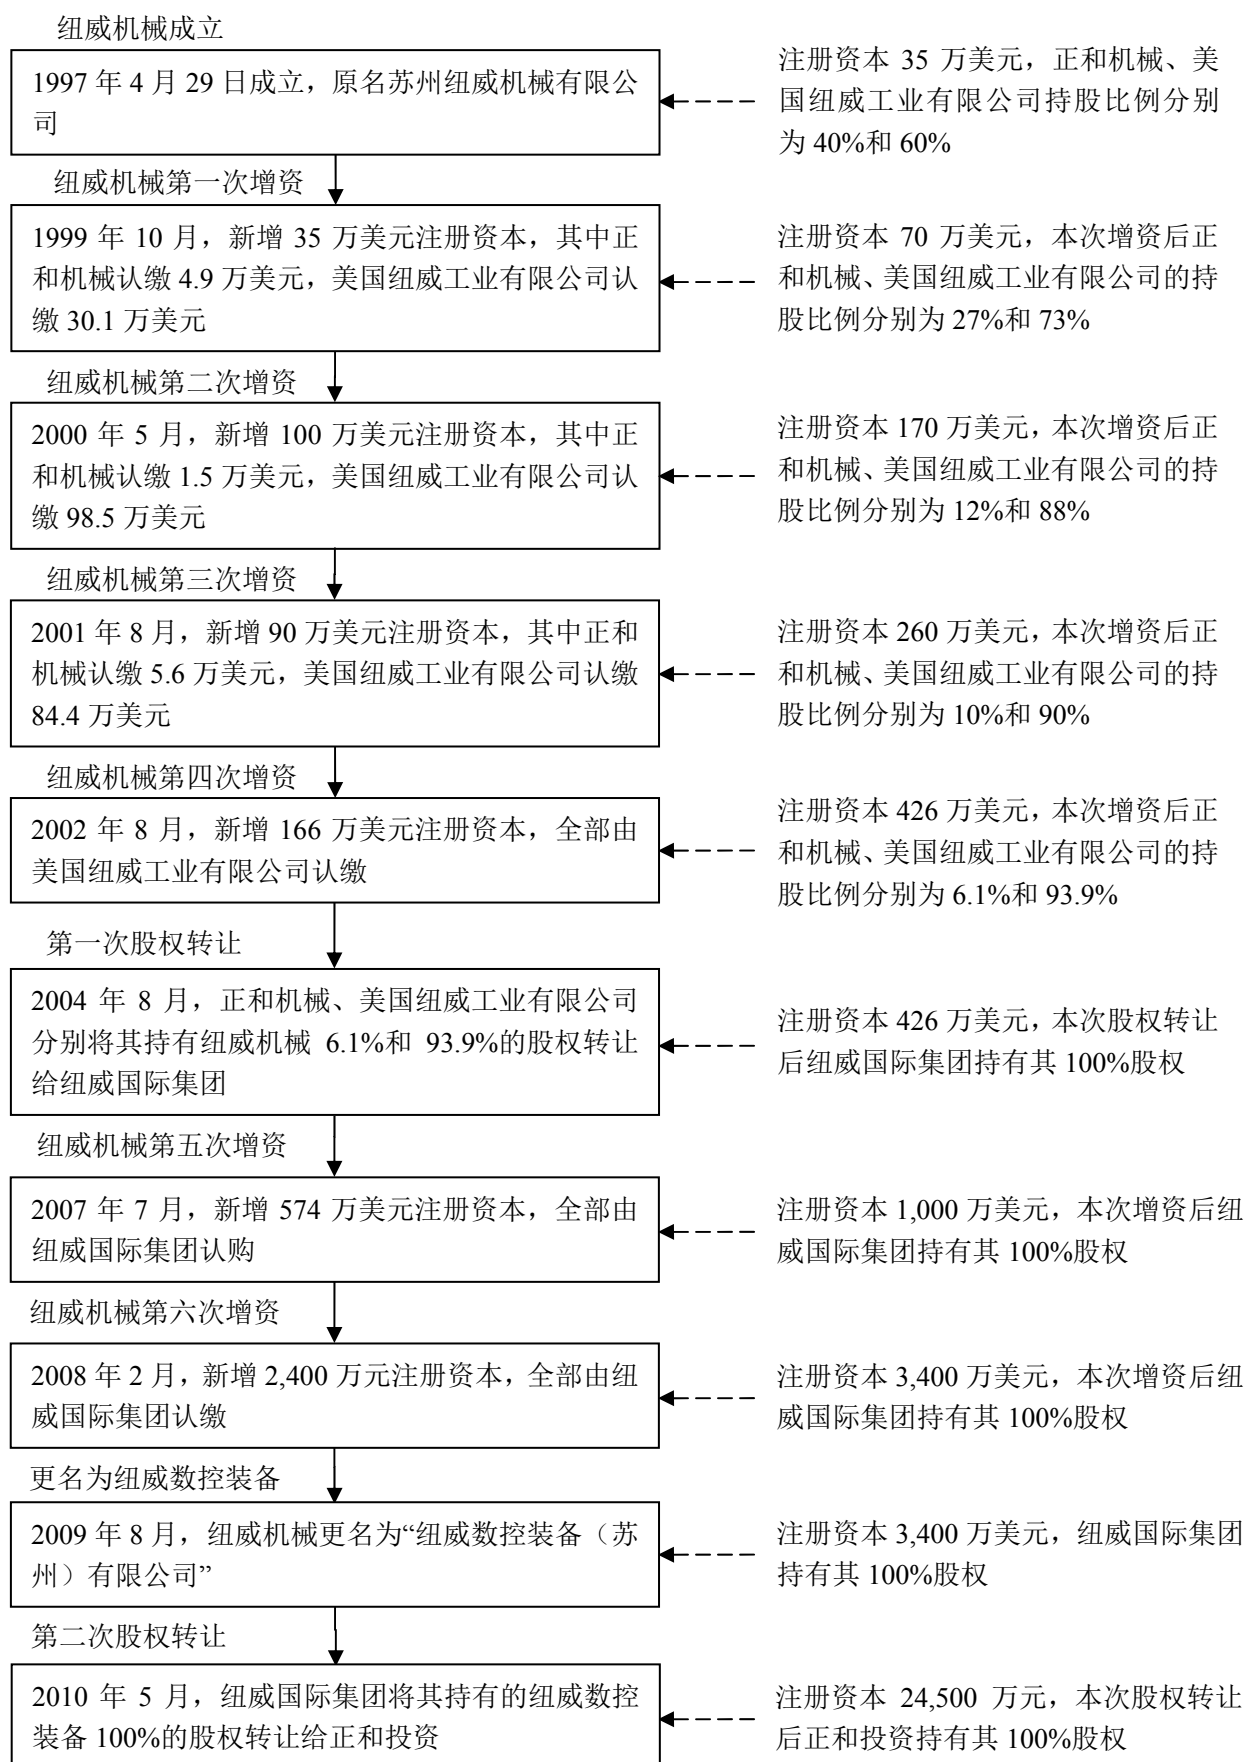 纽威机械成立
1997 年 4 月 29 日成立，原名苏州纽威机械有限公
司
注册资本 35 万美元，正和机械、美
国纽威工业有限公司持股比例分别
为 40%和 60%
纽威机械第一次增资
1999 年 10 月，新增 35 万美元注册资本，其中正
和机械认缴 4.9 万美元，美国纽威工业有限公司认
缴 30.1 万美元
注册资本 70 万美元，本次增资后正
和机械、美国纽威工业有限公司的持
股比例分别为 27%和 73%
纽威机械第二次增资
2000 年 5 月，新增 100 万美元注册资本，其中正
和机械认缴 1.5 万美元，美国纽威工业有限公司认
缴 98.5 万美元
注册资本 170 万美元，本次增资后正
和机械、美国纽威工业有限公司的持
股比例分别为 12%和 88%
纽威机械第三次增资
2001 年 8 月，新增 90 万美元注册资本，其中正和
机械认缴 5.6 万美元，美国纽威工业有限公司认缴
84.4 万美元
注册资本 260 万美元，本次增资后正
和机械、美国纽威工业有限公司的持
股比例分别为 10%和 90%
纽威机械第四次增资
2002 年 8 月，新增 166 万美元注册资本，全部由
美国纽威工业有限公司认缴
注册资本 426 万美元，本次增资后正
和机械、美国纽威工业有限公司的持
股比例分别为 6.1%和 93.9%
第一次股权转让
2004 年 8 月，正和机械、美国纽威工业有限公司
分别将其持有纽威机械 6.1%和 93.9%的股权转让
给纽威国际集团
注册资本 426 万美元，本次股权转让
后纽威国际集团持有其 100%股权
纽威机械第五次增资
2007 年 7 月，新增 574 万美元注册资本，全部由
纽威国际集团认购
注册资本 1,000 万美元，本次增资后纽
威国际集团持有其 100%股权
纽威机械第六次增资
2008 年 2 月，新增 2,400 万元注册资本，全部由纽
威国际集团认缴
注册资本 3,400 万美元，本次增资后纽
威国际集团持有其 100%股权
更名为纽威数控装备
2009 年 8 月，纽威机械更名为“纽威数控装备（苏
州）有限公司”
注册资本 3,400 万美元，纽威国际集团
持有其 100%股权
第二次股权转让
2010 年 5 月，纽威国际集团将其持有的纽威数控
装备 100%的股权转让给正和投资
注册资本 24,500 万元，本次股权转让
后正和投资持有其 100%股权